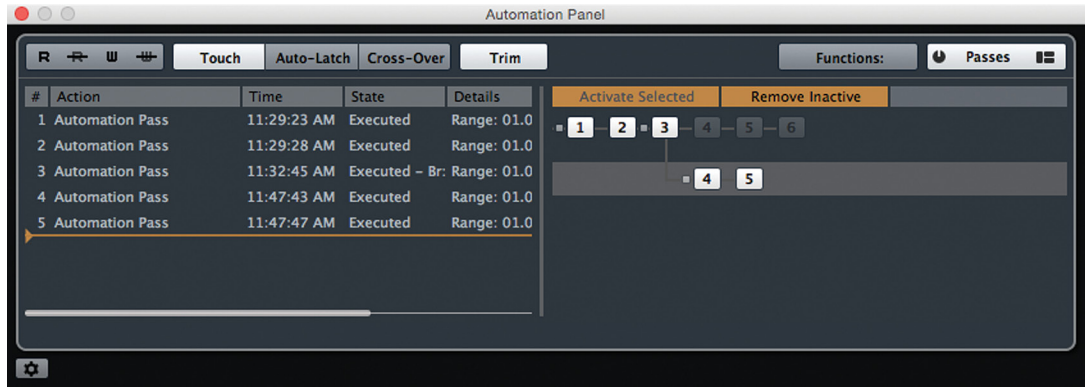 Automation Panel
R R W W Touch Auto-Latch Cross-Over Trim Functions: Passes
# Action Time State Details Activate Selected Remove Inactive
1 Automation Pass 11:29:23 AM Executed Range: 01.0
2 Automation Pass 11:29:28 AM Executed Range: 01.0
3 Automation Pass 11:32:45 AM Executed – Br: Range: 01.0
4 Automation Pass 11:47:43 AM Executed Range: 01.0
5 Automation Pass 11:47:47 AM Executed Range: 01.0
1 2 3 4 5 6
4 5